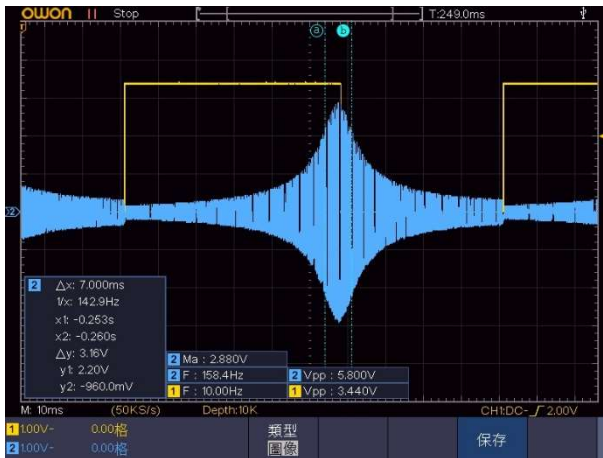 OWON II Stop T:249.0ms
a b
2
2 Δx: 7.000ms
1/x: 142.9Hz
x1: -0.253s
x2: -0.260s
Δy: 3.16V
y1: 2.20V
y2: -960.0mV
2 Ma : 2.880V
2 F : 158.4Hz 2 Vpp : 5.800V
1 F : 10.00Hz 1 Vpp : 3.440V
M: 10ms (50KS/s) Depth:10K CH1:DC- 2.00V
1 1.00V- 0.00格 類型 保存
2 1.00V- 0.00格 圖像